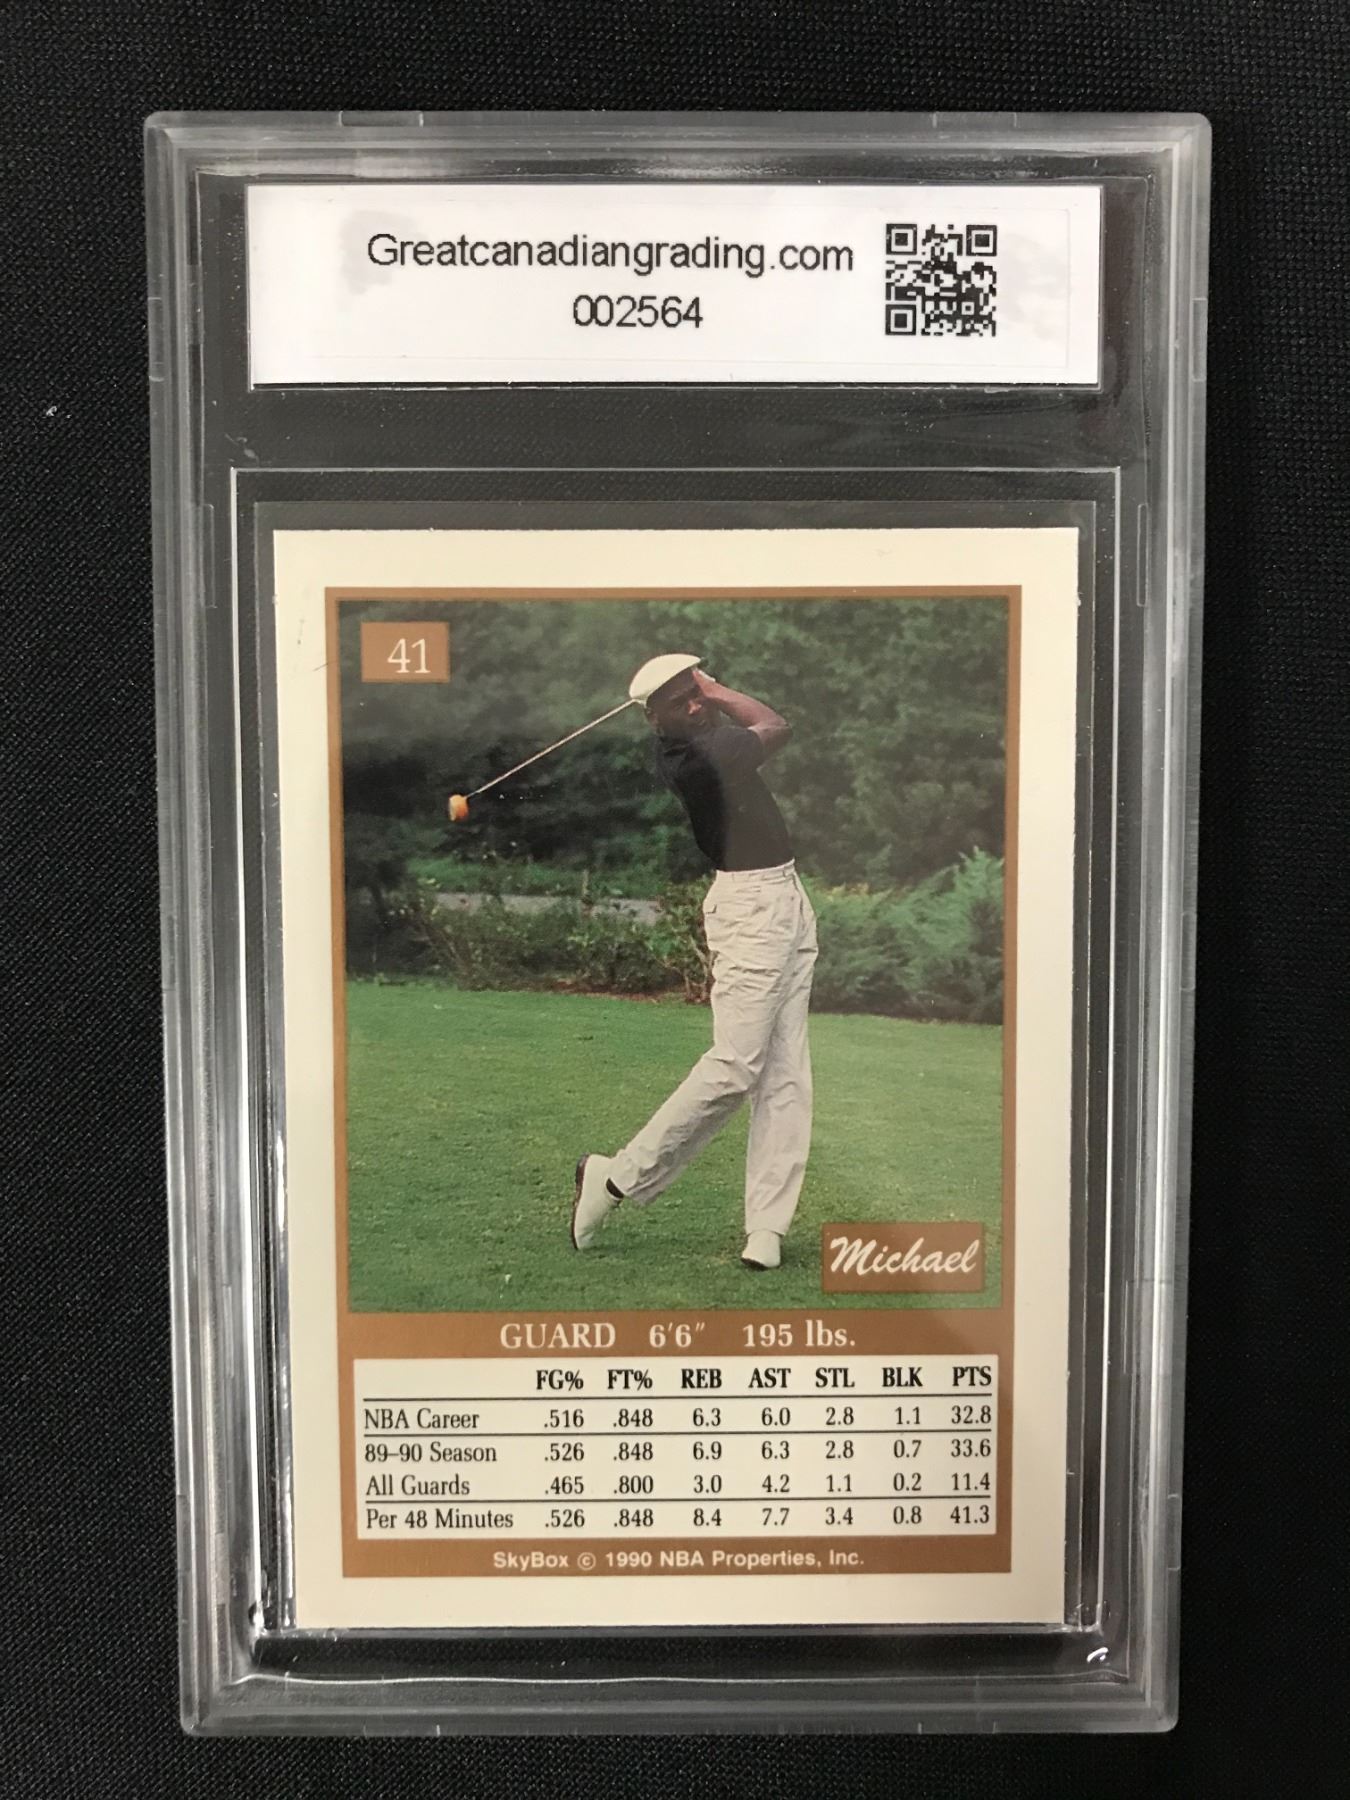 Greatcanadiangrading.com
002564
41
Michael
GUARD 6'6" 195 lbs.
FG% FT% REB AST STL BLK PTS
NBA Career .516 .848 6.3 6.0 2.8 1.1 32.8
89–90 Season .526 .848 6.9 6.3 2.8 0.7 33.6
All Guards .465 .800 3.0 4.2 1.1 0.2 11.4
Per 48 Minutes .526 .848 8.4 7.7 3.4 0.8 41.3
SkyBox © 1990 NBA Properties, Inc.